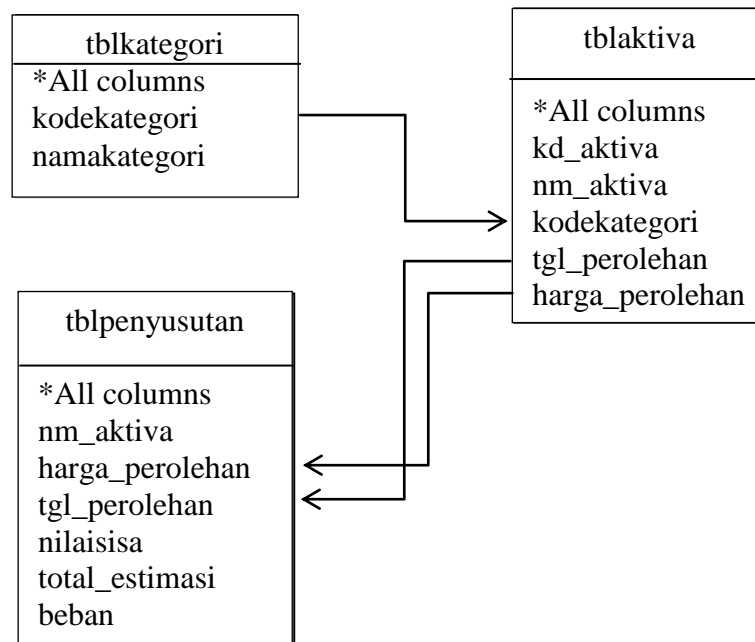 tblkategori
*All columns
kodekategori
namakategori
tblaktiva
*All columns
kd_aktiva
nm_aktiva
kodekategori
tgl_perolehan
harga_perolehan
tblpenyusutan
*All columns
nm_aktiva
harga_perolehan
tgl_perolehan
nilaisisa
total_estimasi
beban